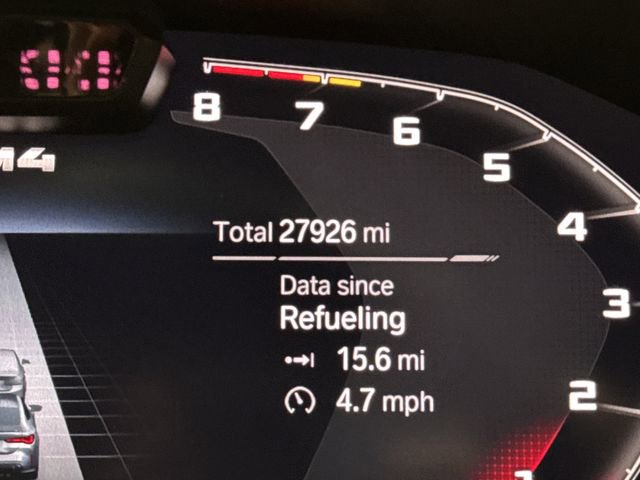 8 7 6 5 4 3 2 1
M4
Total 27926 mi
Data since
Refueling
15.6 mi
4.7 mph